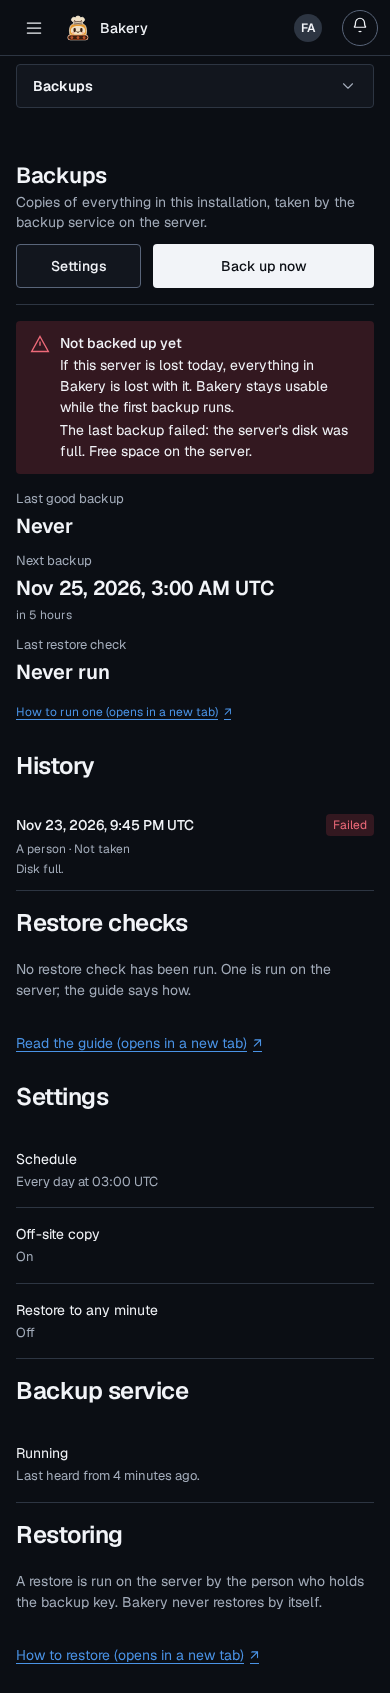 Bakery
FA
Backups
Backups
Copies of everything in this installation, taken by the
backup service on the server.
Settings
Back up now
Not backed up yet
If this server is lost today, everything in
Bakery is lost with it. Bakery stays usable
while the first backup runs.
The last backup failed: the server's disk was
full. Free space on the server.
Last good backup
Never
Next backup
Nov 25, 2026, 3:00 AM UTC
in 5 hours
Last restore check
Never run
How to run one (opens in a new tab) ↗
History
Nov 23, 2026, 9:45 PM UTC
Failed
A person · Not taken
Disk full.
Restore checks
No restore check has been run. One is run on the
server; the guide says how.
Read the guide (opens in a new tab) ↗
Settings
Schedule
Every day at 03:00 UTC
Off-site copy
On
Restore to any minute
Off
Backup service
Running
Last heard from 4 minutes ago.
Restoring
A restore is run on the server by the person who holds
the backup key. Bakery never restores by itself.
How to restore (opens in a new tab) ↗